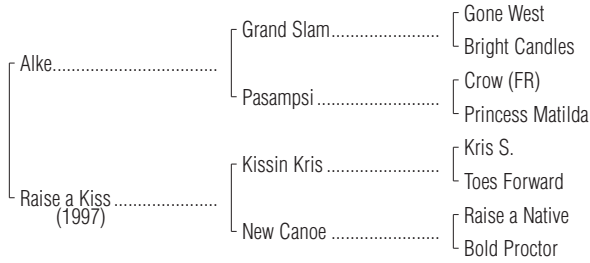 Gone West
Grand Slam..........................
Bright Candles
Alke.......................................
Crow (FR)
Pasampsi .............................
Princess Matilda
Kris S.
Kissin Kris ...........................
Toes Forward
Raise a Kiss .........................
(1997)
Raise a Native
New Canoe ..........................
Bold Proctor